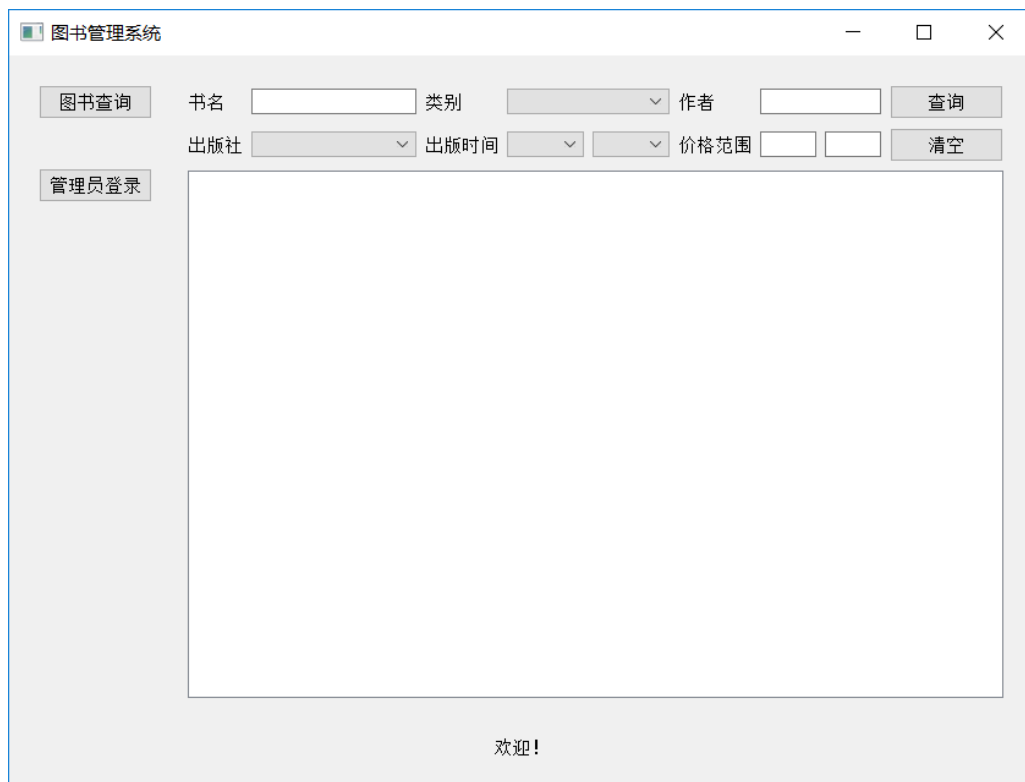 图书管理系统
图书查询 书名 类别 作者 查询
出版社 出版时间 价格范围 清空
管理员登录
欢迎!